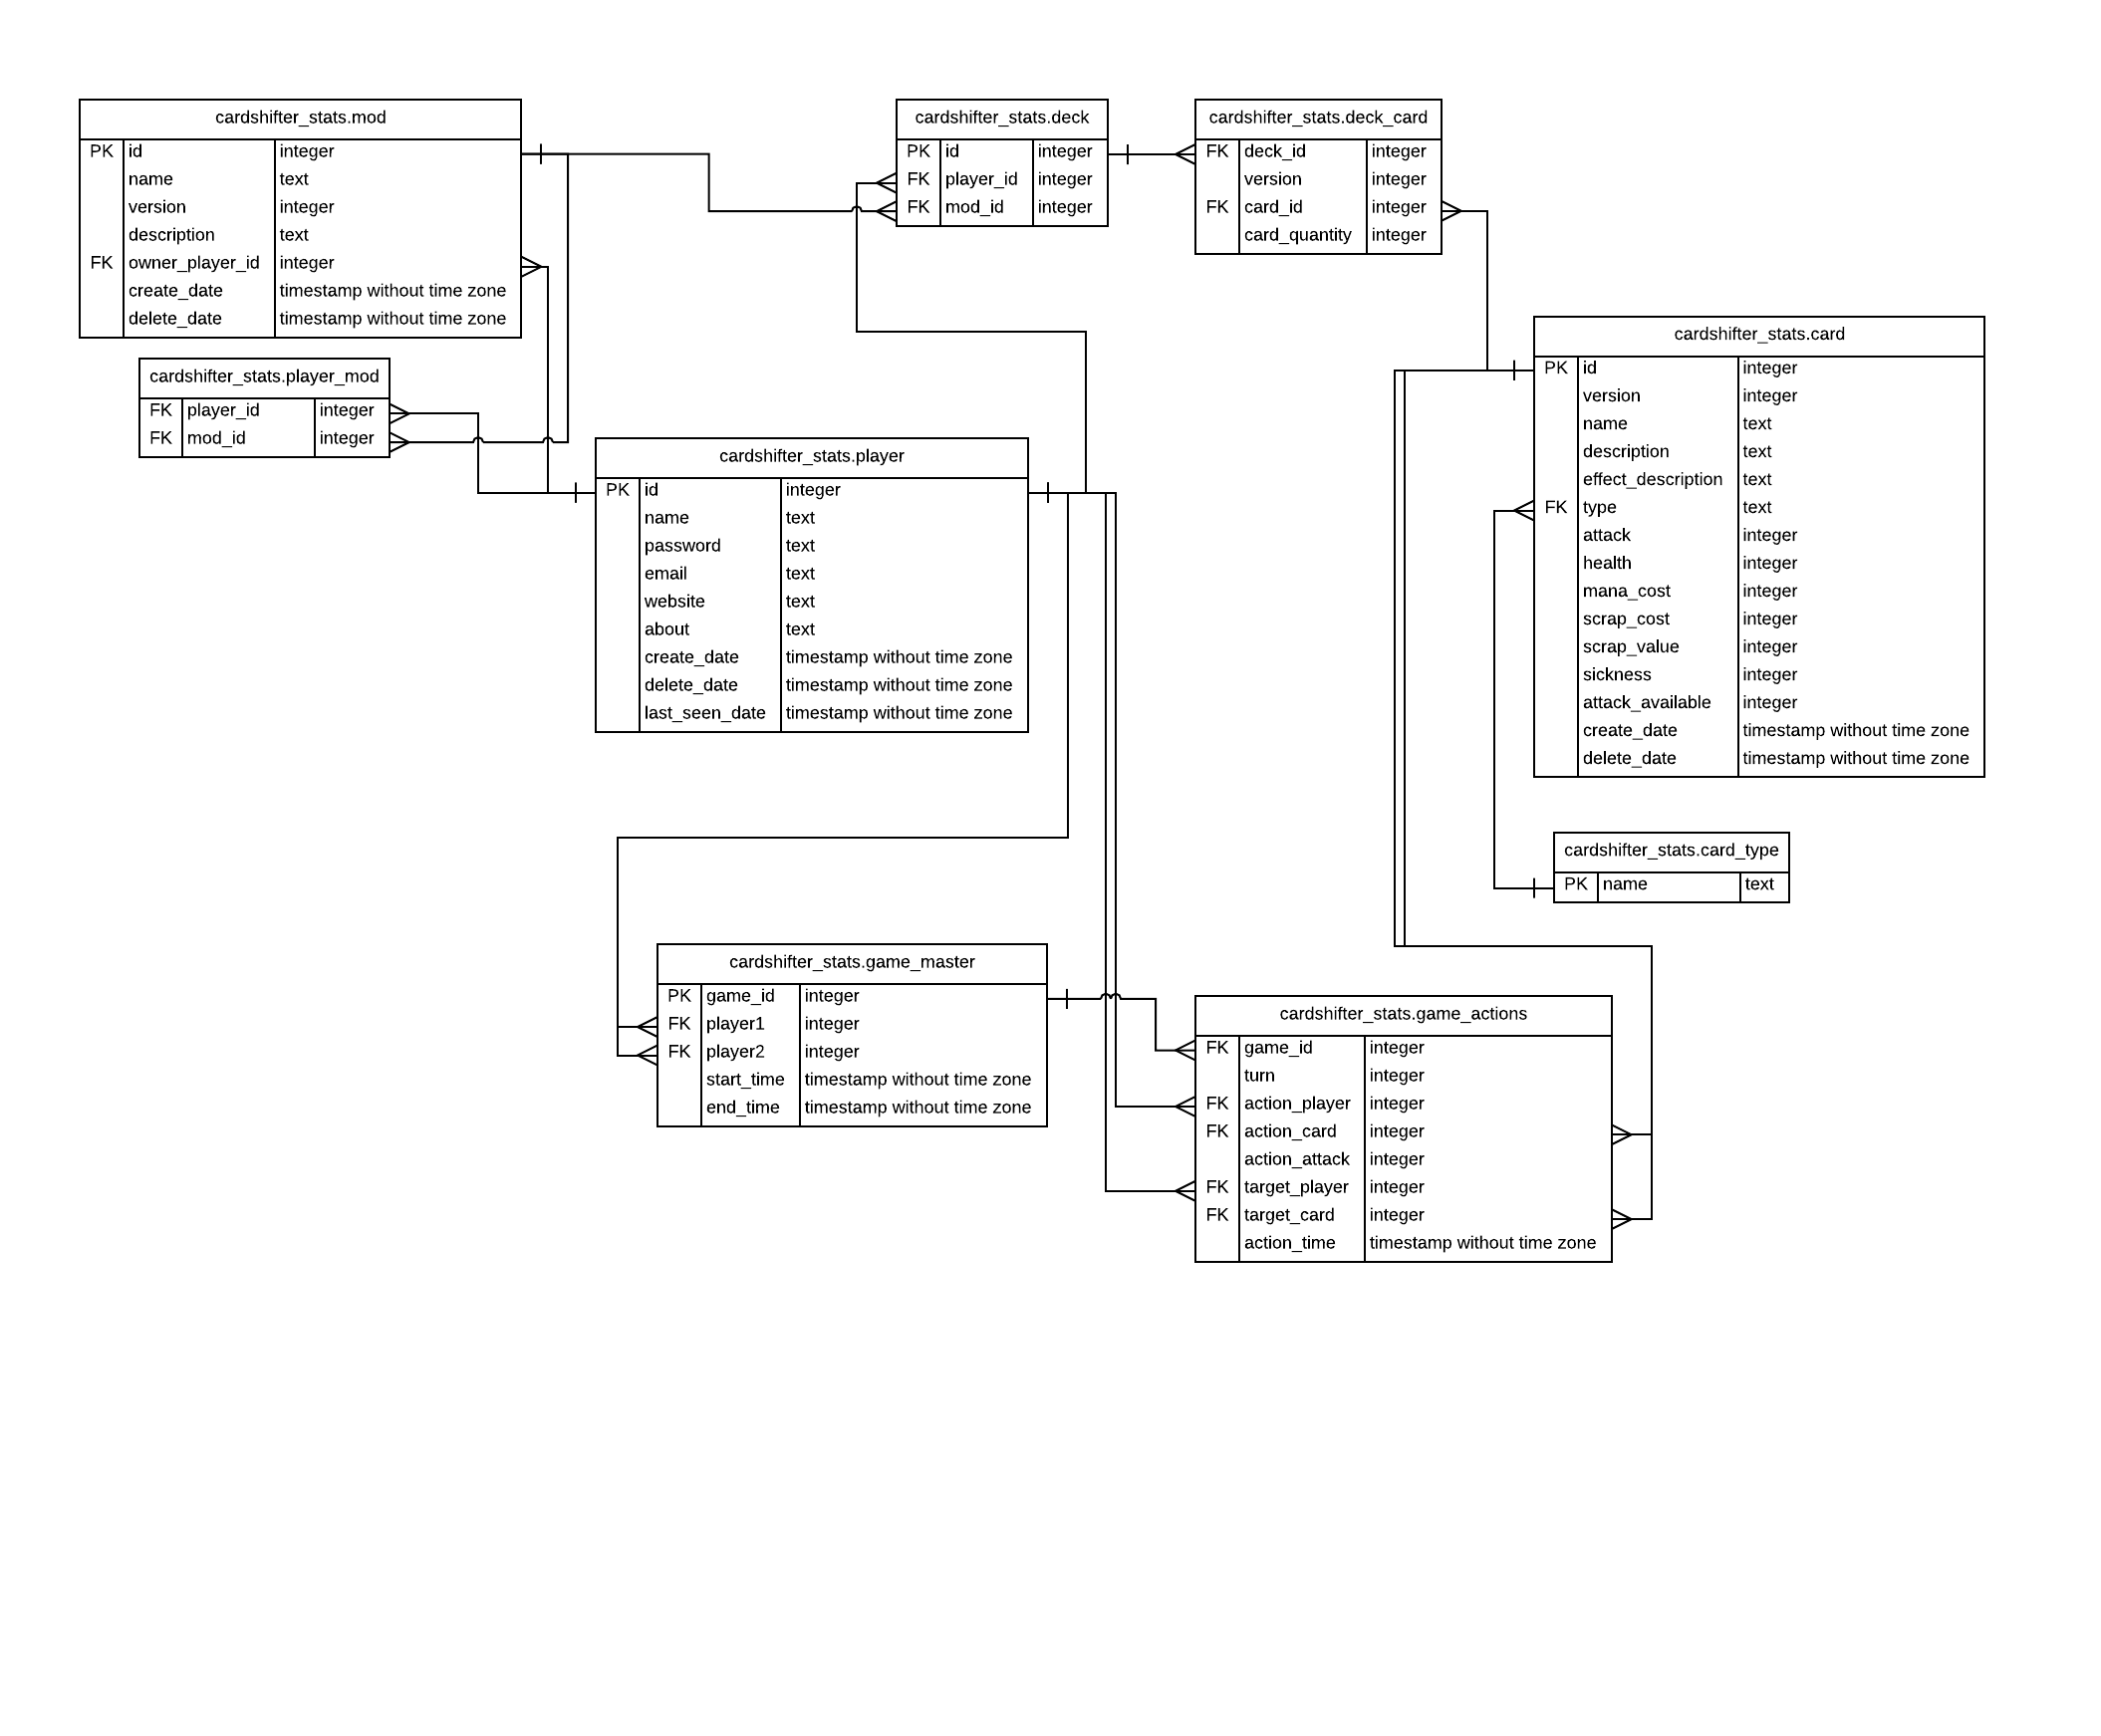 cardshifter_stats.mod
PK id integer
name text
version integer
description text
FK owner_player_id integer
create_date timestamp without time zone
delete_date timestamp without time zone
cardshifter_stats.player_mod
FK player_id integer
FK mod_id integer
cardshifter_stats.deck
PK id integer
FK player_id integer
FK mod_id integer
cardshifter_stats.deck_card
FK deck_id integer
version integer
FK card_id integer
card_quantity integer
cardshifter_stats.card
PK id integer
version integer
name text
description text
effect_description text
FK type text
attack integer
health integer
mana_cost integer
scrap_cost integer
scrap_value integer
sickness integer
attack_available integer
create_date timestamp without time zone
delete_date timestamp without time zone
cardshifter_stats.player
PK id integer
name text
password text
email text
website text
about text
create_date timestamp without time zone
delete_date timestamp without time zone
last_seen_date timestamp without time zone
cardshifter_stats.card_type
PK name text
cardshifter_stats.game_master
PK game_id integer
FK player1 integer
FK player2 integer
start_time timestamp without time zone
end_time timestamp without time zone
cardshifter_stats.game_actions
FK game_id integer
turn integer
FK action_player integer
FK action_card integer
action_attack integer
FK target_player integer
FK target_card integer
action_time timestamp without time zone